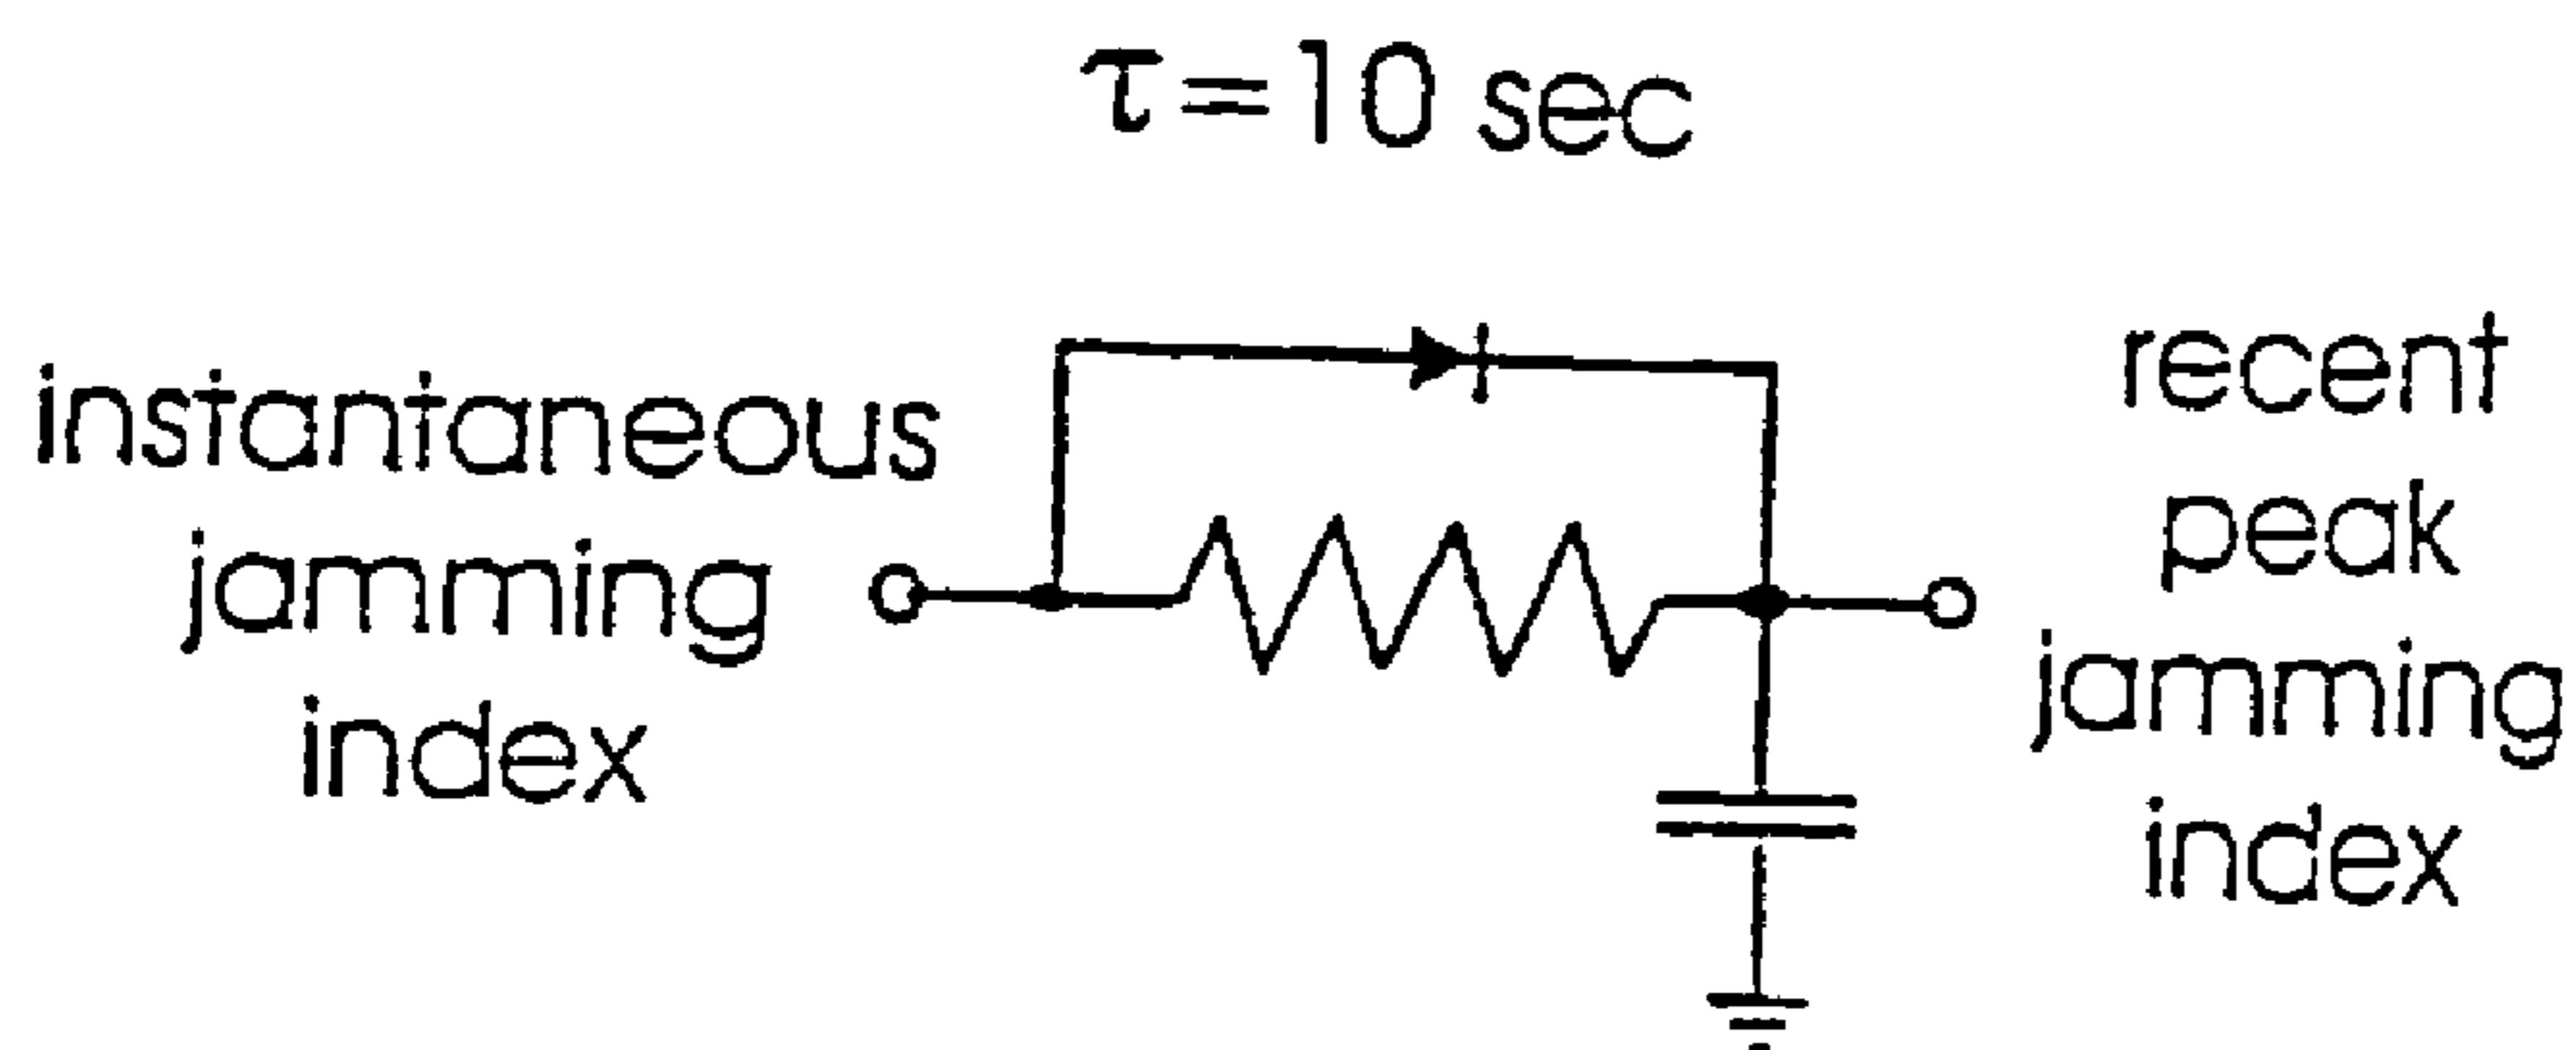 τ=10 sec
instantaneous
jamming
index
recent
peak
jamming
index